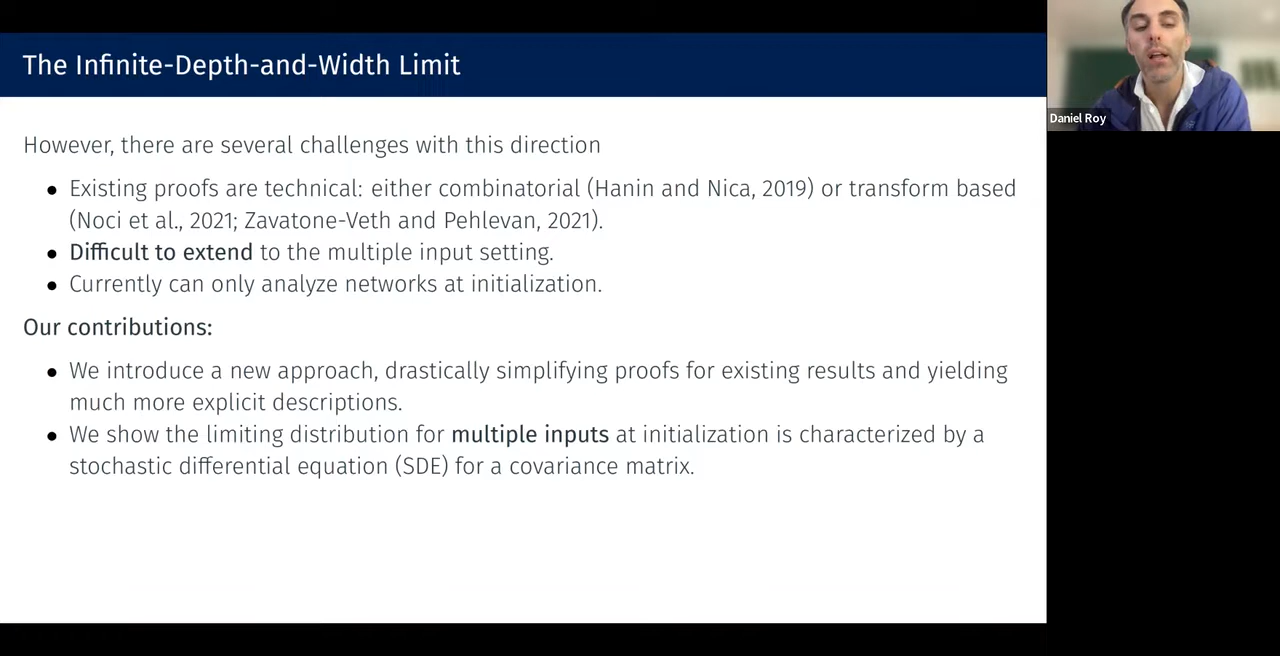 The Infinite-Depth-and-Width Limit
Daniel Roy
However, there are several challenges with this direction
● Existing proofs are technical: either combinatorial (Hanin and Nica, 2019) or transform based
(Noci et al., 2021; Zavatone-Veth and Pehlevan, 2021).
● Difficult to extend to the multiple input setting.
● Currently can only analyze networks at initialization.
Our contributions:
● We introduce a new approach, drastically simplifying proofs for existing results and yielding
much more explicit descriptions.
● We show the limiting distribution for multiple inputs at initialization is characterized by a
stochastic differential equation (SDE) for a covariance matrix.